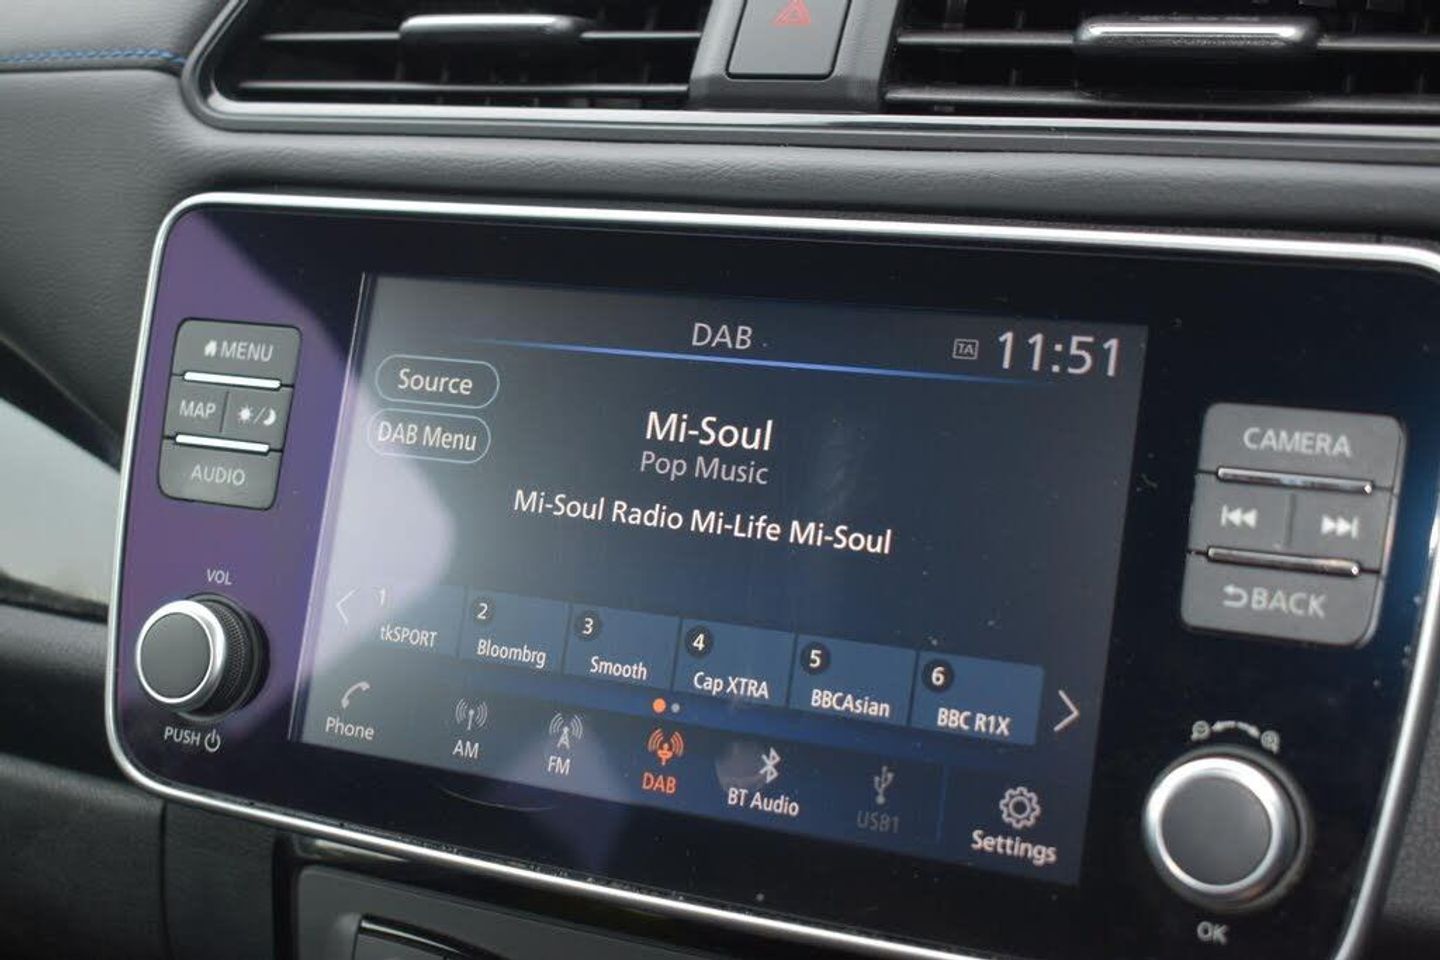 DAB
TA 11:51
MENU
Source
Mi-Soul
CAMERA
MAP
DAB Menu
Pop Music
AUDIO
Mi-Soul Radio Mi-Life Mi-Soul
BACK
VOL
1 tkSPORT
2 Bloombrg
3 Smooth
4 Cap XTRA
5 BBCAsian
6 BBC R1X
PUSH
Phone
AM
FM
DAB
BT Audio
USB1
Settings
OK